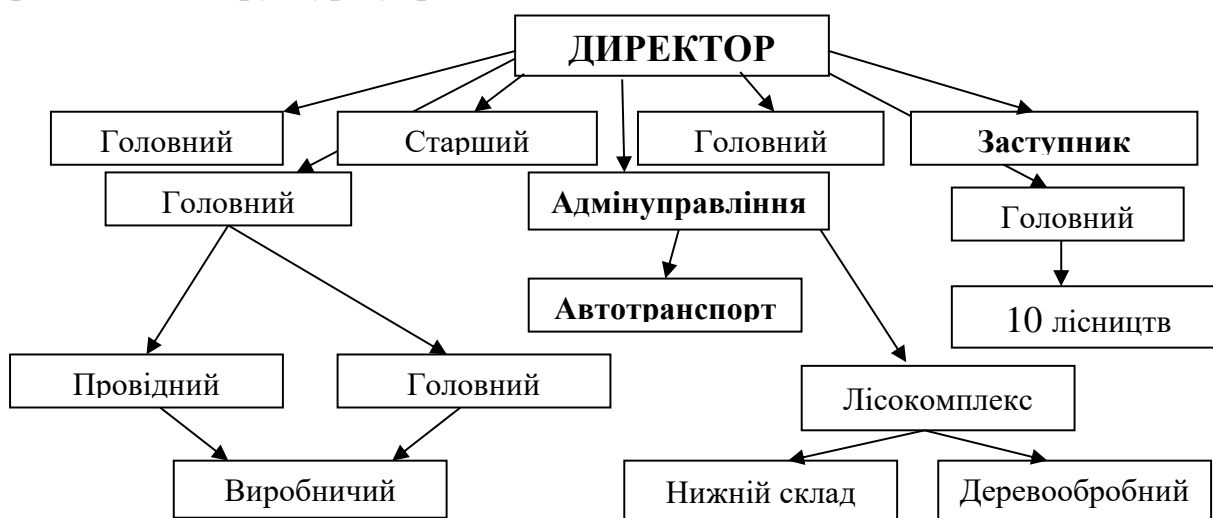 ДИРЕКТОР
Головний
Старший
Головний
Заступник
Головний
Адмінуправління
Головний
Автотранспорт
10 лісництв
Провідний
Головний
Лісокомплекс
Виробничий
Нижній склад
Деревообробний